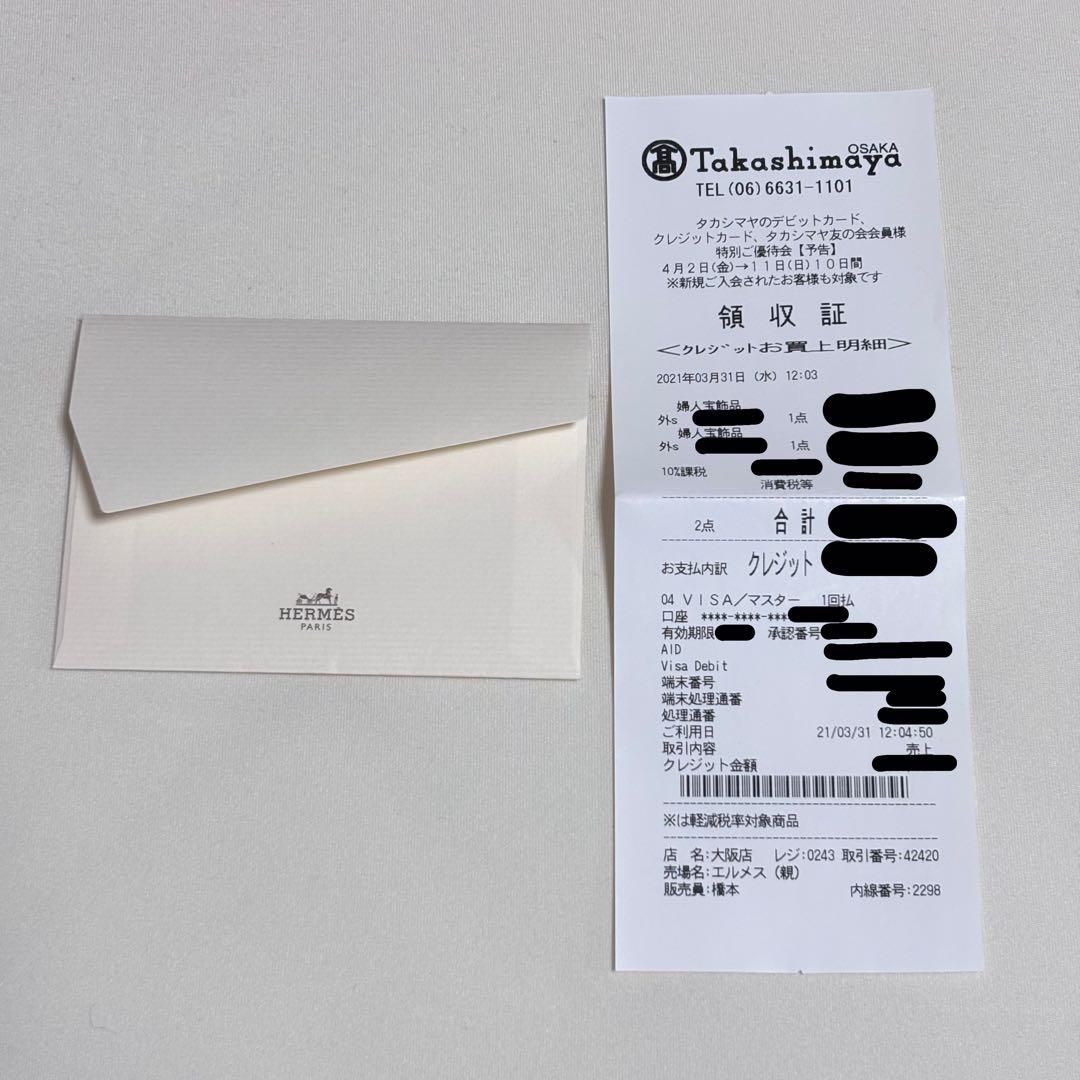 HERMÈS
PARIS
髙 Takashimaya OSAKA
TEL(06)6631-1101
タカシマヤのデビットカード、
クレジットカード、タカシマヤ友の会会員様
特別ご優待会【予告】
4月2日(金)→11日(日)10日間
※新規ご入会されたお客様も対象です
領収証
<クレジットお買上明細>
2021年03月31日(水) 12:03
婦人宝飾品
外s 1点
婦人宝飾品
外s 1点
10%課税
消費税等
2点 合計
お支払内訳 クレジット
04 VISA/マスター 1回払
口座 ****-****-***
有効期限 承認番号
AID
Visa Debit
端末番号
端末処理通番
処理通番
ご利用日 21/03/31 12:04:50
取引内容 売上
クレジット金額
※は軽減税率対象商品
店 名:大阪店 レジ:0243 取引番号:42420
売場名:エルメス(親)
販売員:橋本 内線番号:2298